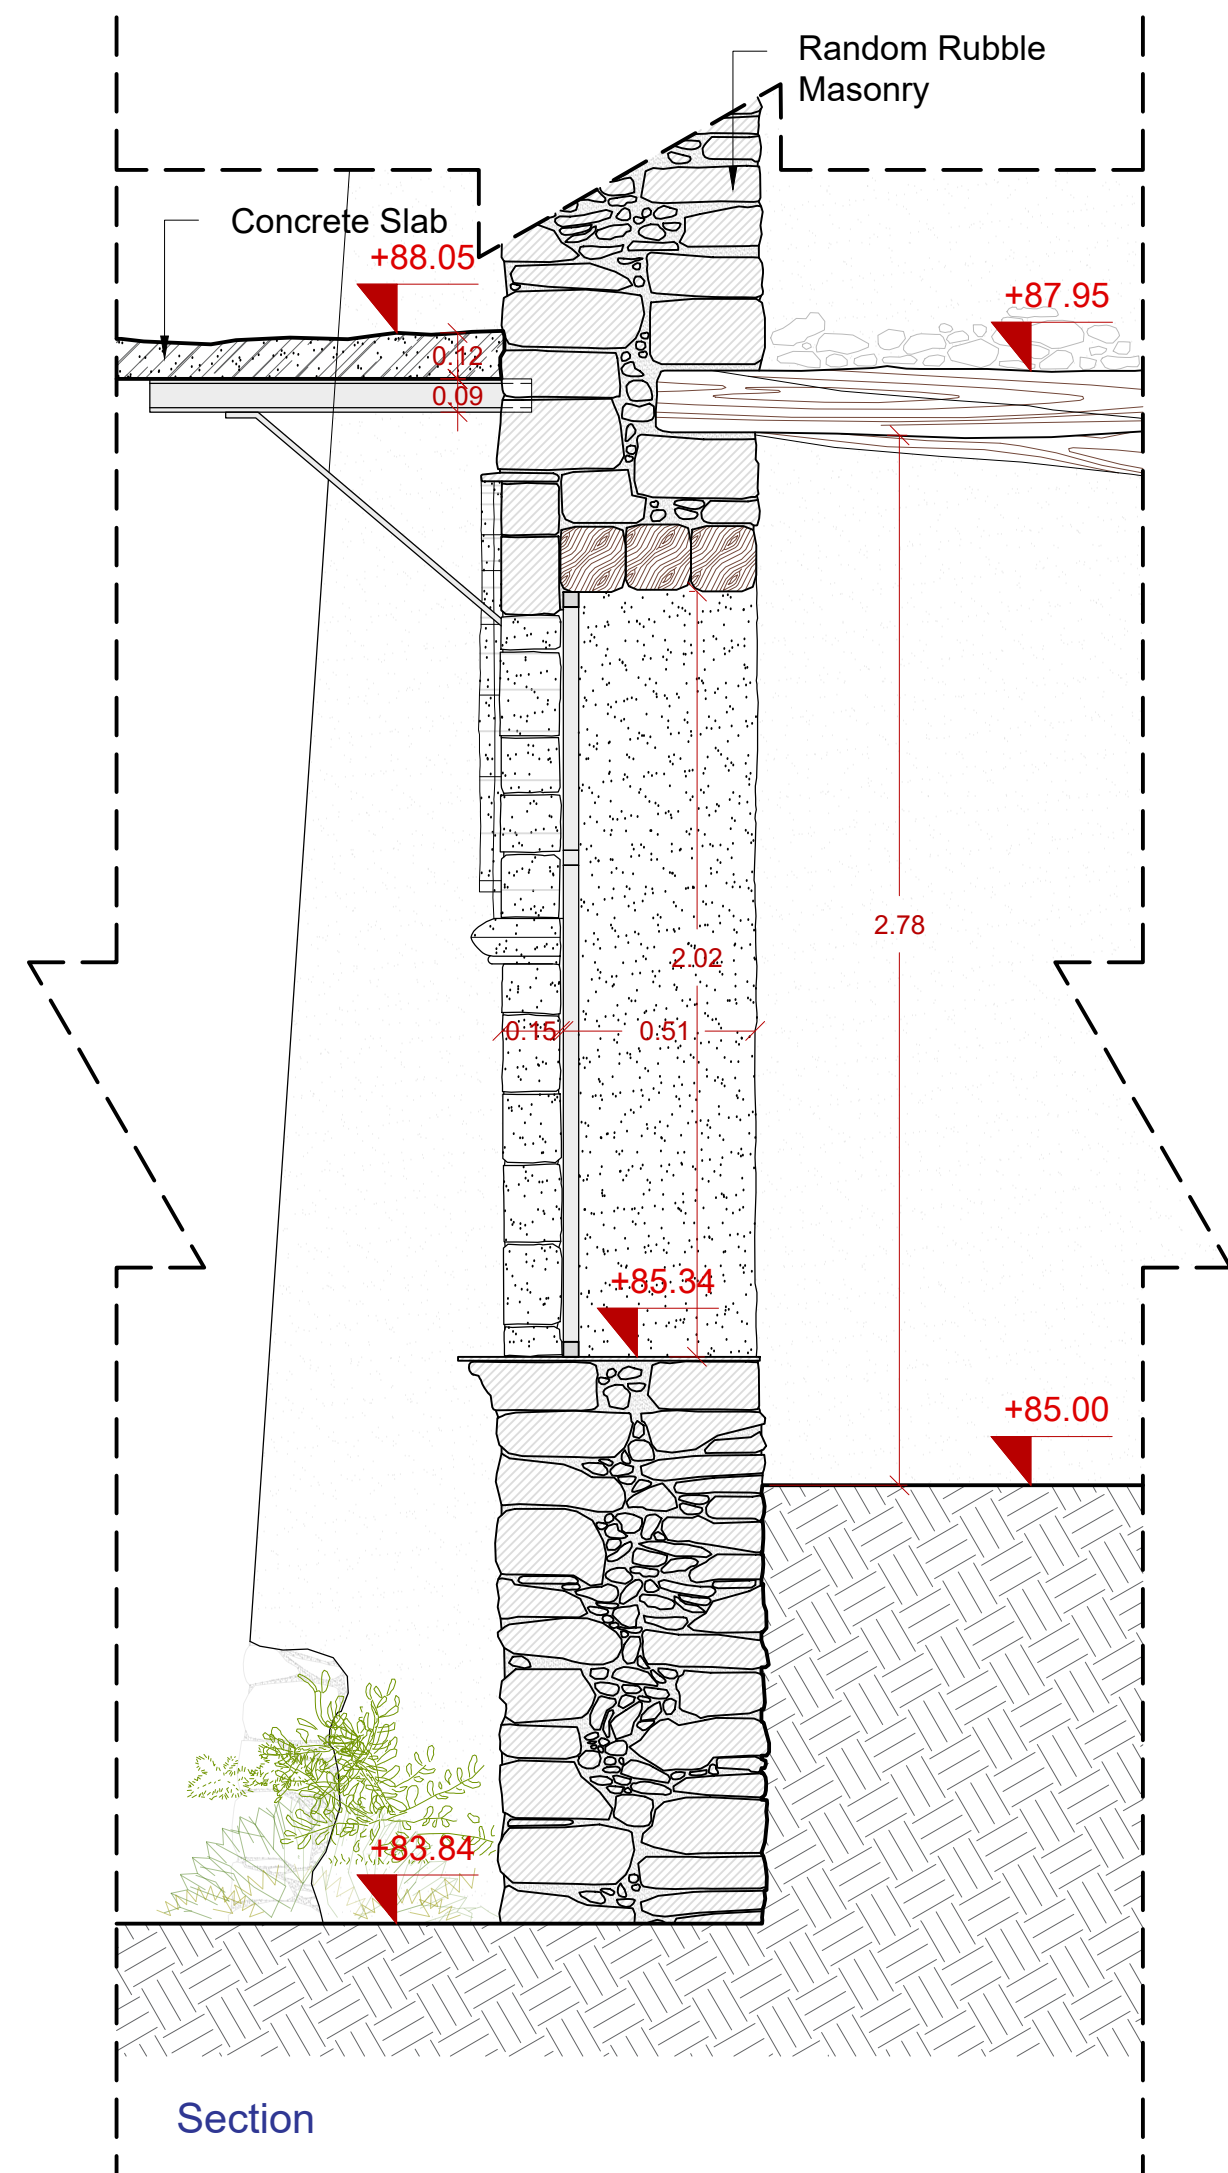 Random Rubble
Masonry
Concrete Slab
+88.05
+87.95
0.12
0.09
2.78
2.02
0.15
0.51
+85.34
+85.00
+83.84
Section